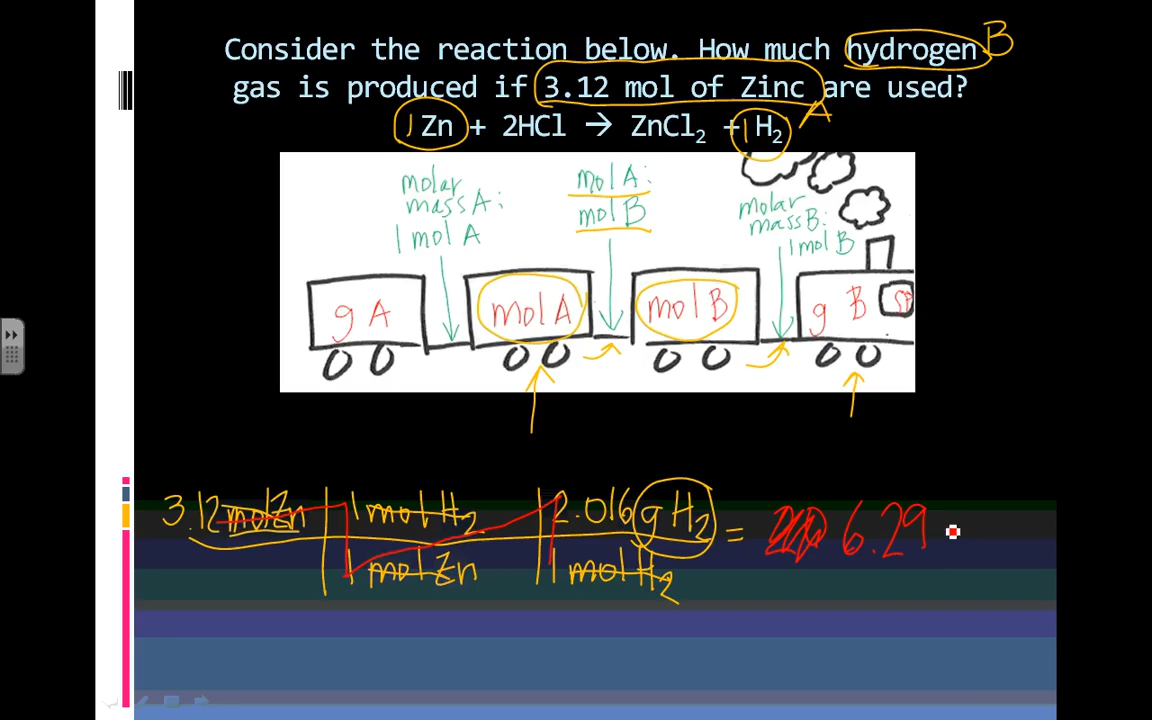 Consider the reaction below. How much hydrogen B
gas is produced if 3.12 mol of Zinc are used?
1 Zn + 2HCl → ZnCl₂ + 1 H₂ A
molar
mass A:
1 mol A
mol A:
mol B
molar
mass B:
1 mol B
g A
mol A
mol B
g B
3.12 mol Zn | 1 mol H₂ | 2.016 g H₂ = 6.29
1 mol Zn | 1 mol H₂